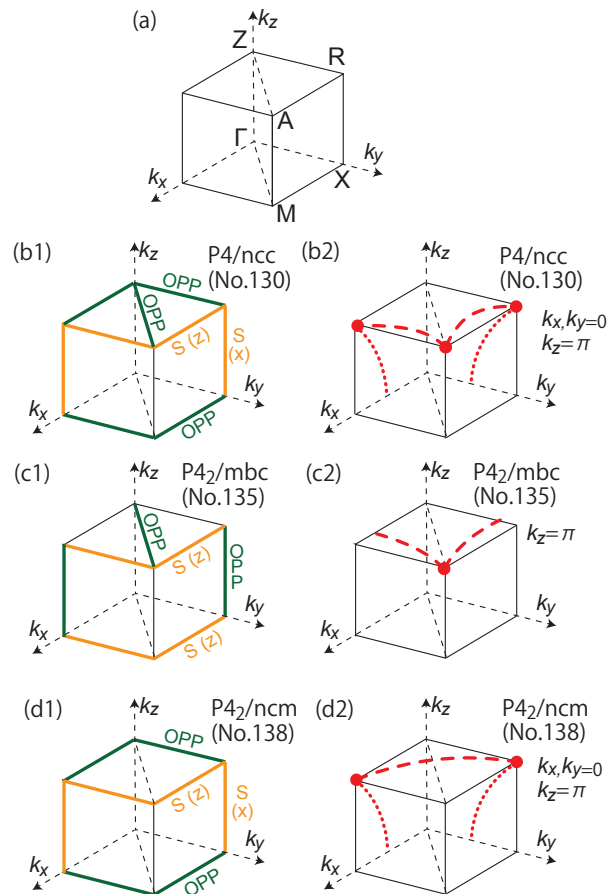 (a)
kz
Z
R
A
Γ
kx
ky
X
M
(b1)
kz
P4/ncc
(No.130)
OPP
OPP
S (z)
S
(x)
kx
ky
OPP
(b2)
kz
P4/ncc
(No.130)
kx, ky=0
kz=π
kx
ky
(c1)
kz
P42/mbc
(No.135)
OPP
O
P
P
S (z)
kx
ky
S (z)
(c2)
kz
P42/mbc
(No.135)
kz=π
kx
ky
(d1)
kz
P42/ncm
(No.138)
OPP
S (z)
S
(x)
kx
ky
OPP
(d2)
kz
P42/ncm
(No.138)
kx, ky=0
kz=π
kx
ky